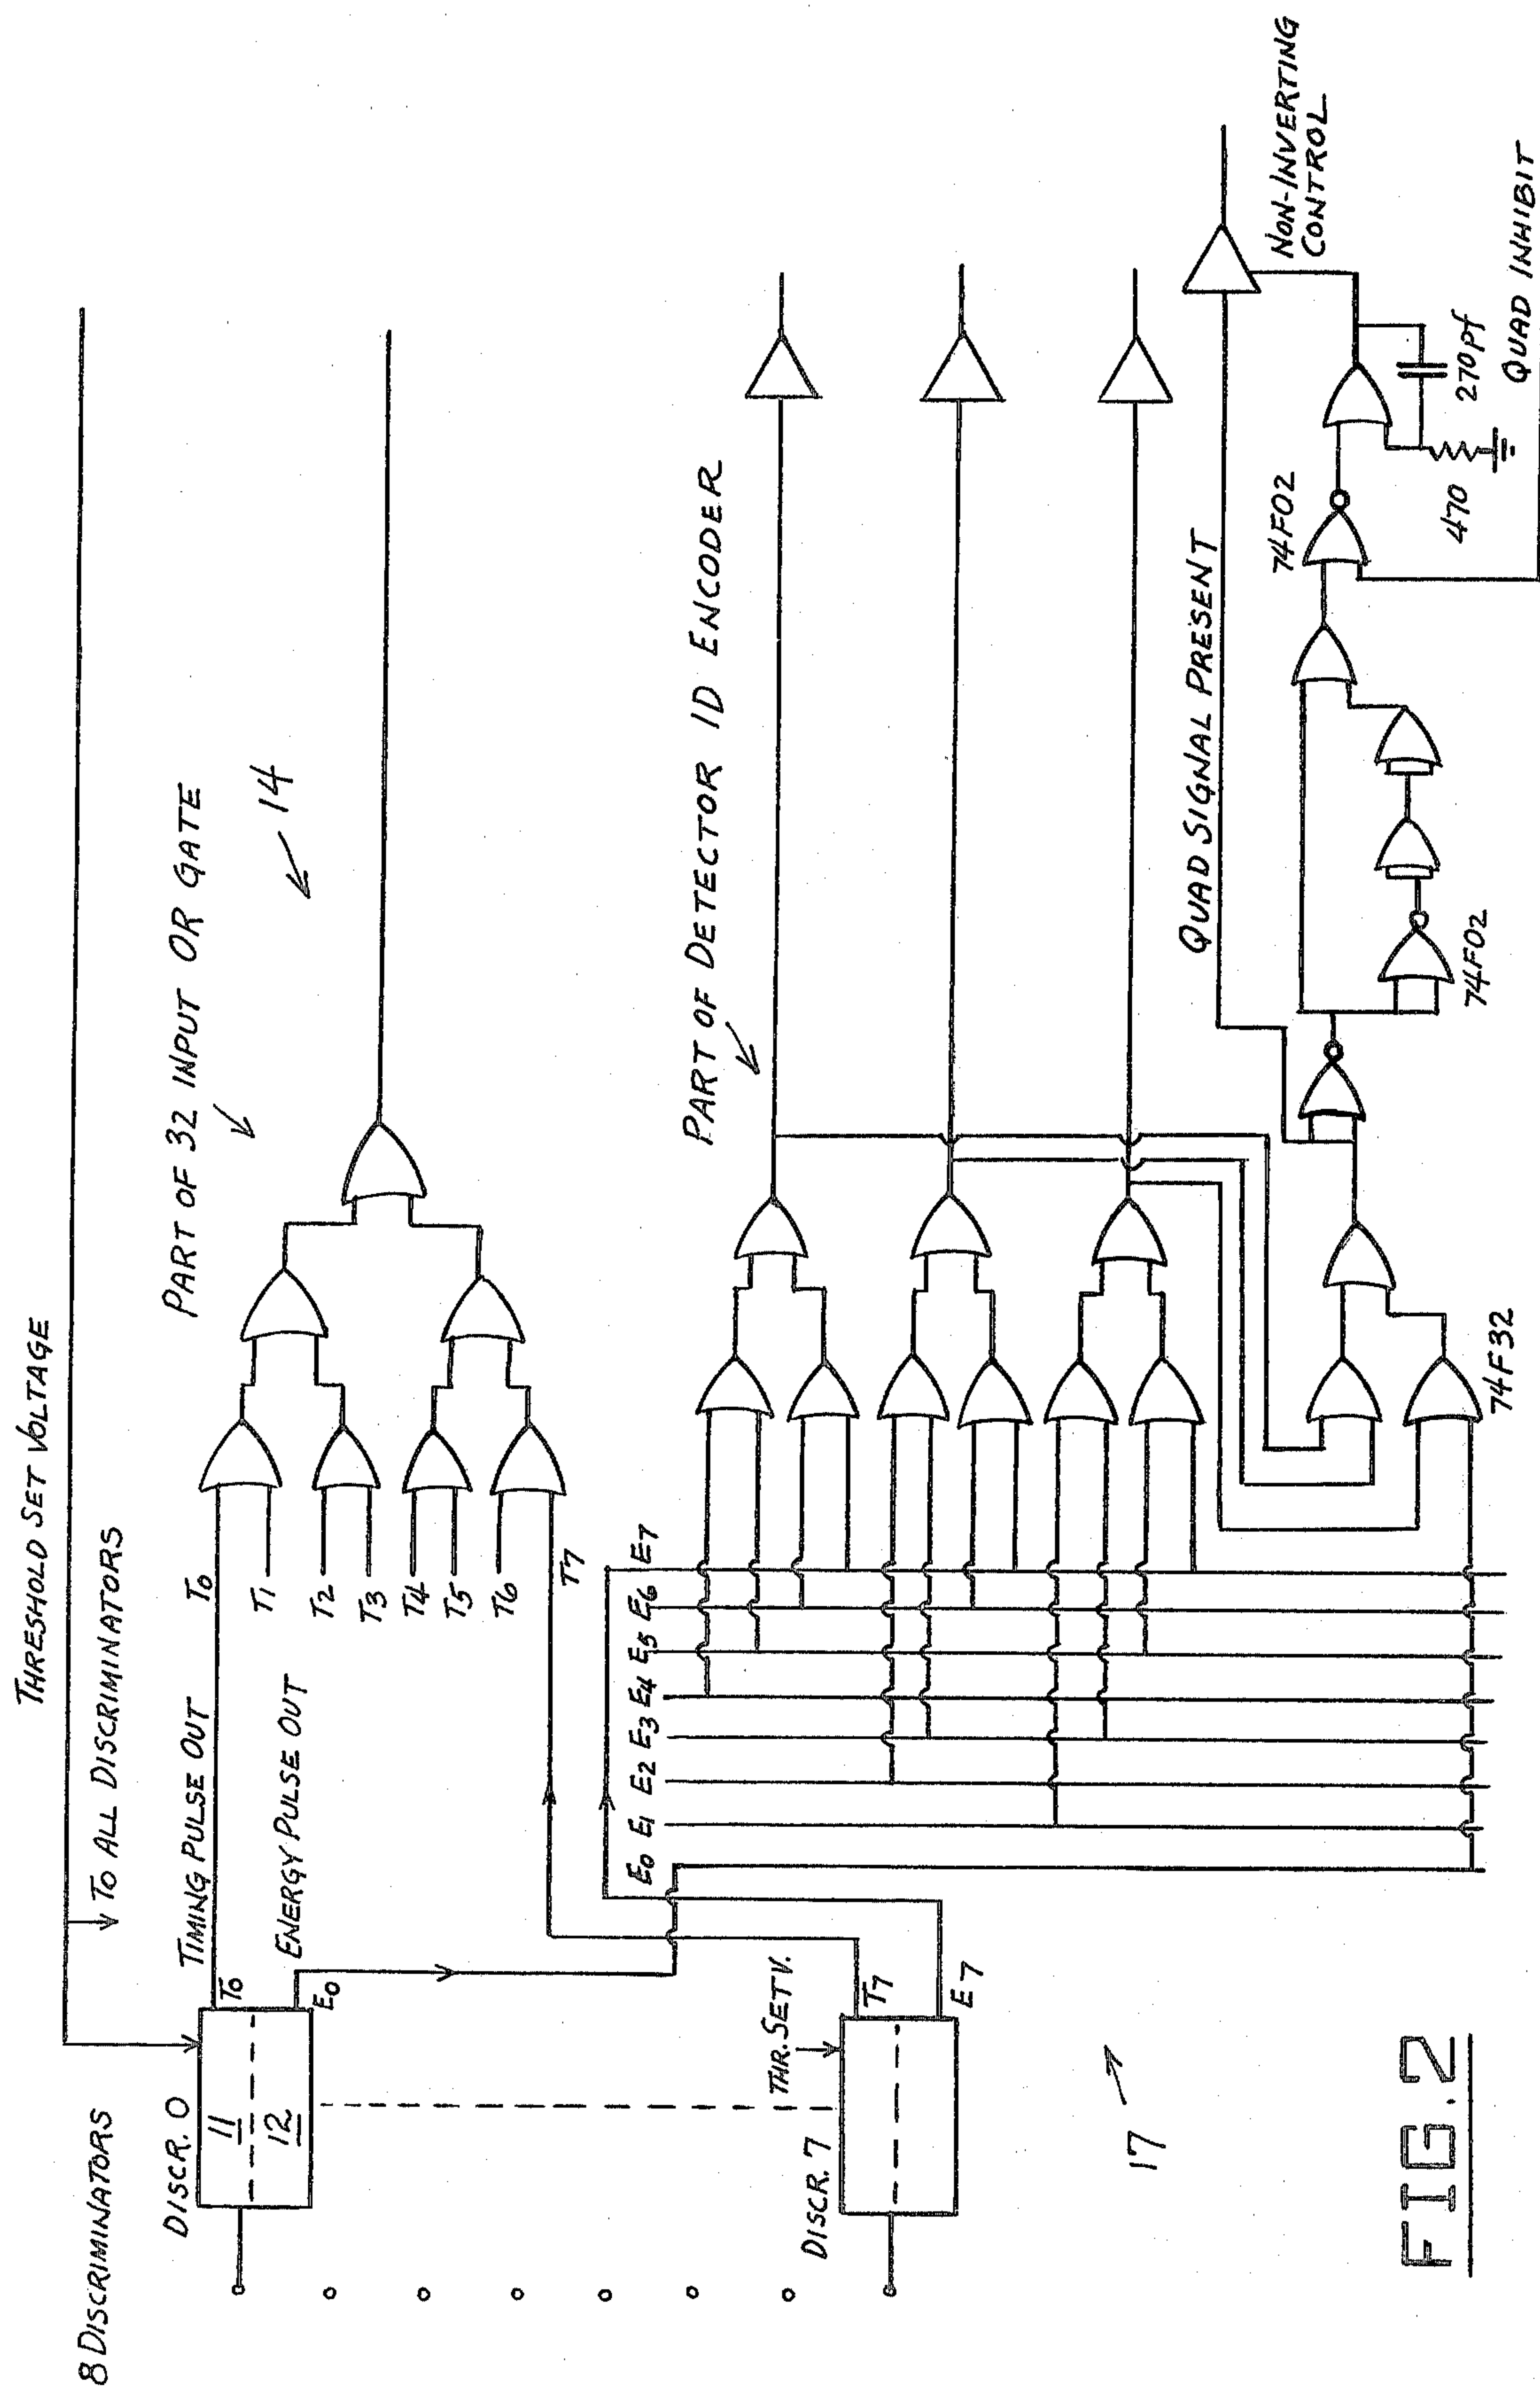 8 DISCRIMINATORS
THRESHOLD SET VOLTAGE
TO ALL DISCRIMINATORS
DISCR. 0
11
12
T0
E0
TIMING PULSE OUT
ENERGY PULSE OUT
T0
T1
T2
T3
T4
T5
T6
T7
PART OF 32 INPUT OR GATE
14
DISCR. 7
THR. SET V.
T7
E7
E0 E1 E2 E3 E4 E5 E6 E7
PART OF DETECTOR ID ENCODER
17
QUAD SIGNAL PRESENT
NON-INVERTING
CONTROL
74F02
74F02
74F32
470
270pf
QUAD INHIBIT
FIG. 2